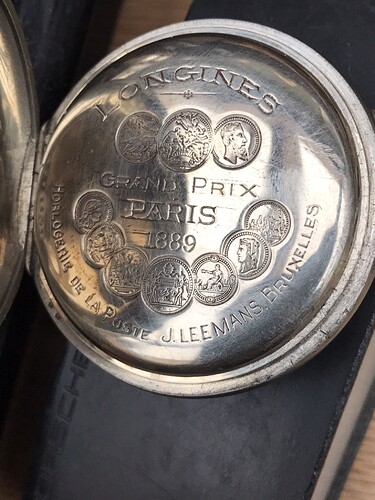 LONGINES
GRAND PRIX
PARIS
1889
HORLOGERIE DE LA POSTE J. LEEMANS. BRUXELLES